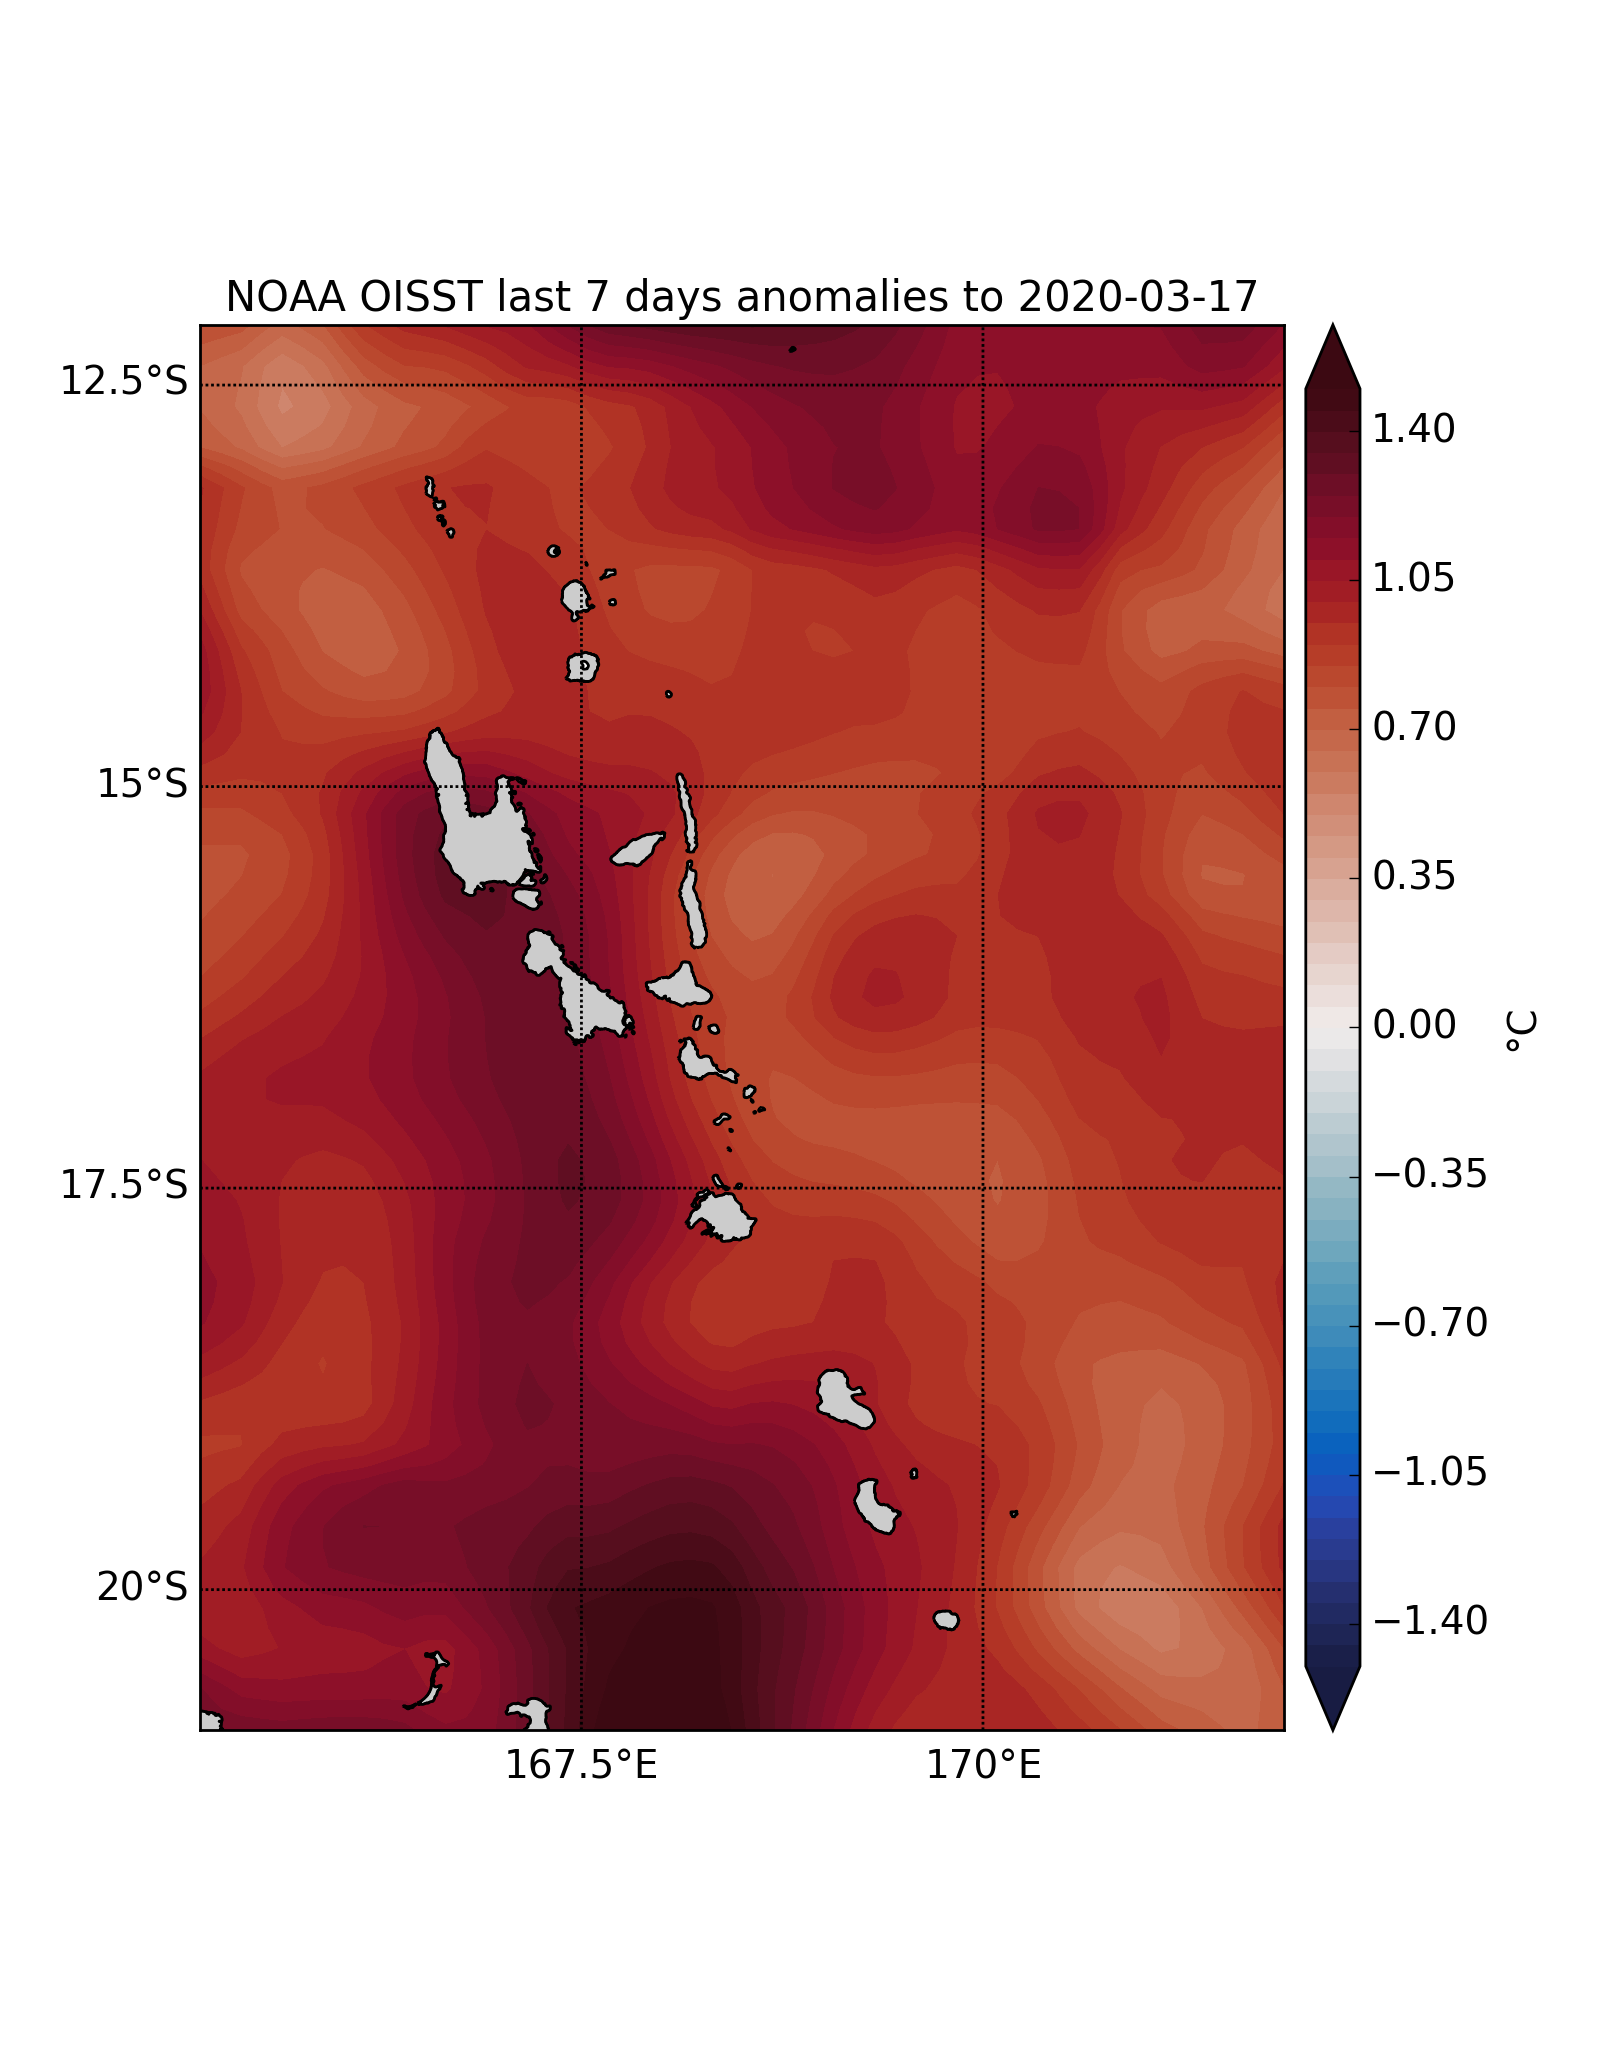 NOAA OISST last 7 days anomalies to 2020-03-17
12.5°S
15°S
17.5°S
20°S
167.5°E
170°E
1.40
1.05
0.70
0.35
0.00
−0.35
−0.70
−1.05
−1.40
°C